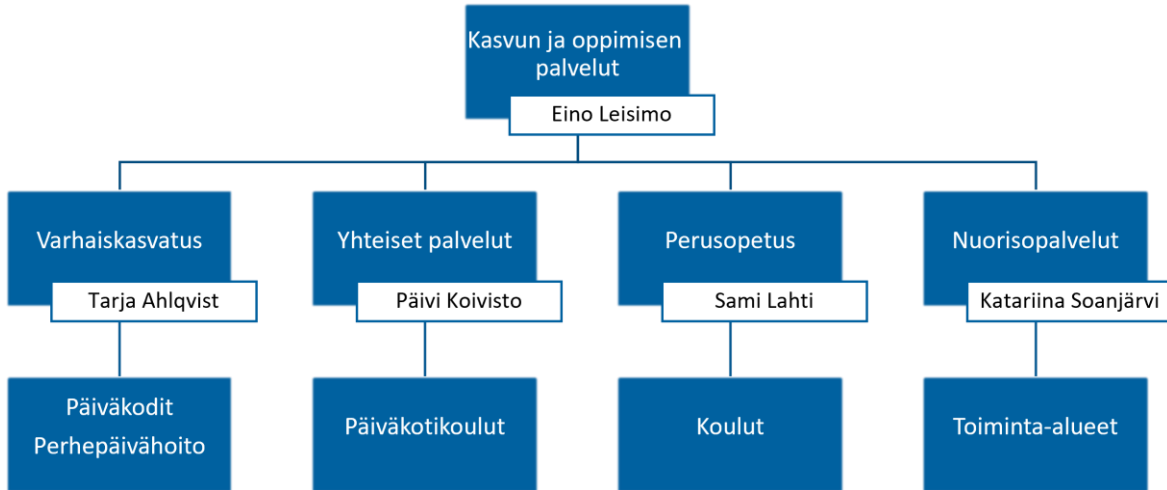 Kasvun ja oppimisen
palvelut
Eino Leisimo
Varhaiskasvatus
Tarja Ahlqvist
Yhteiset palvelut
Päivi Koivisto
Perusopetus
Sami Lahti
Nuorisopalvelut
Katariina Soanjärvi
Päiväkodit
Perhepäivähoito
Päiväkotikoulut
Koulut
Toiminta-alueet